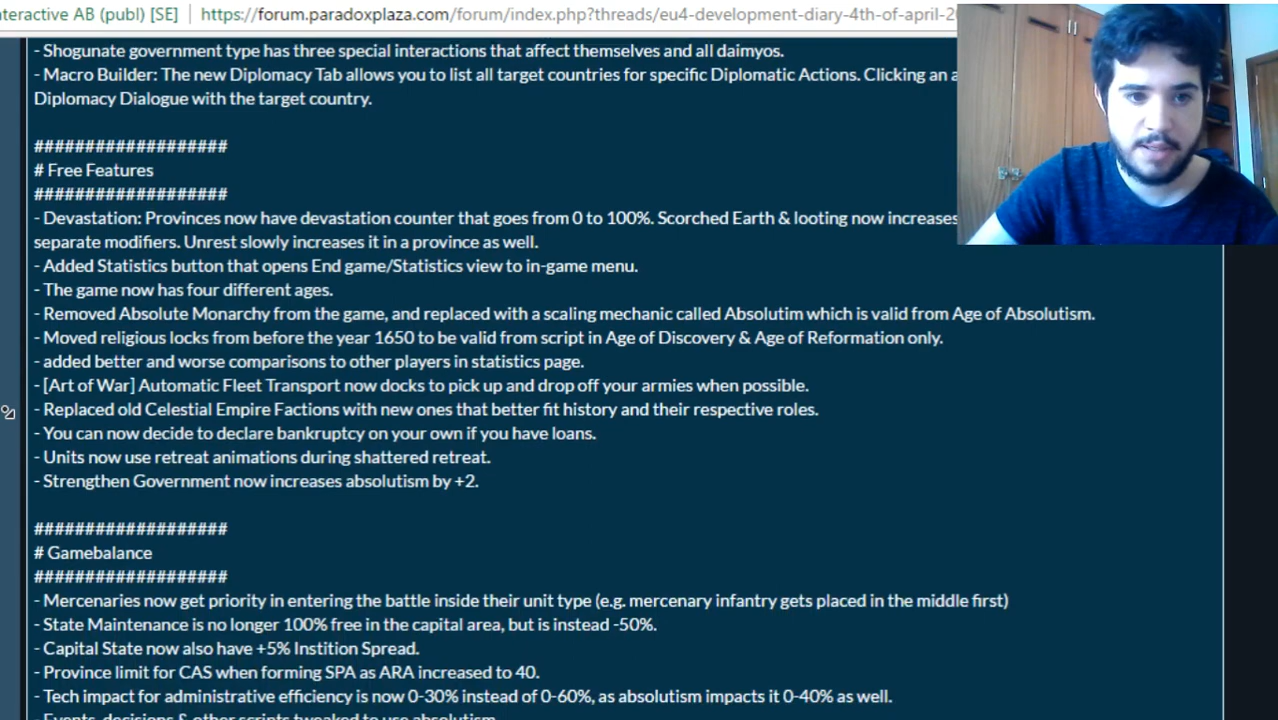 nteractive AB (publ) [SE] https://forum.paradoxplaza.com/forum/index.php?threads/eu4-development-diary-4th-of-april-2
- Shogunate government type has three special interactions that affect themselves and all daimyos.
- Macro Builder: The new Diplomacy Tab allows you to list all target countries for specific Diplomatic Actions. Clicking an a
Diplomacy Dialogue with the target country.
###################
# Free Features
###################
- Devastation: Provinces now have devastation counter that goes from 0 to 100%. Scorched Earth & looting now increases
separate modifiers. Unrest slowly increases it in a province as well.
- Added Statistics button that opens End game/Statistics view to in-game menu.
- The game now has four different ages.
- Removed Absolute Monarchy from the game, and replaced with a scaling mechanic called Absolutim which is valid from Age of Absolutism.
- Moved religious locks from before the year 1650 to be valid from script in Age of Discovery & Age of Reformation only.
- added better and worse comparisons to other players in statistics page.
- [Art of War] Automatic Fleet Transport now docks to pick up and drop off your armies when possible.
- Replaced old Celestial Empire Factions with new ones that better fit history and their respective roles.
- You can now decide to declare bankruptcy on your own if you have loans.
- Units now use retreat animations during shattered retreat.
- Strengthen Government now increases absolutism by +2.
###################
# Gamebalance
###################
- Mercenaries now get priority in entering the battle inside their unit type (e.g. mercenary infantry gets placed in the middle first)
- State Maintenance is no longer 100% free in the capital area, but is instead -50%.
- Capital State now also have +5% Instition Spread.
- Province limit for CAS when forming SPA as ARA increased to 40.
- Tech impact for administrative efficiency is now 0-30% instead of 0-60%, as absolutism impacts it 0-40% as well.
- Events, decisions & other scripts tweaked to use absolutism.